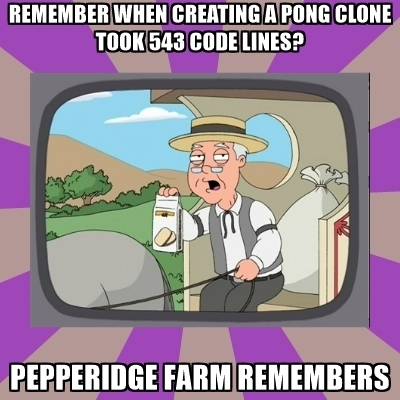 REMEMBER WHEN CREATING A PONG CLONE
TOOK 543 CODE LINES?
PEPPERIDGE FARM REMEMBERS